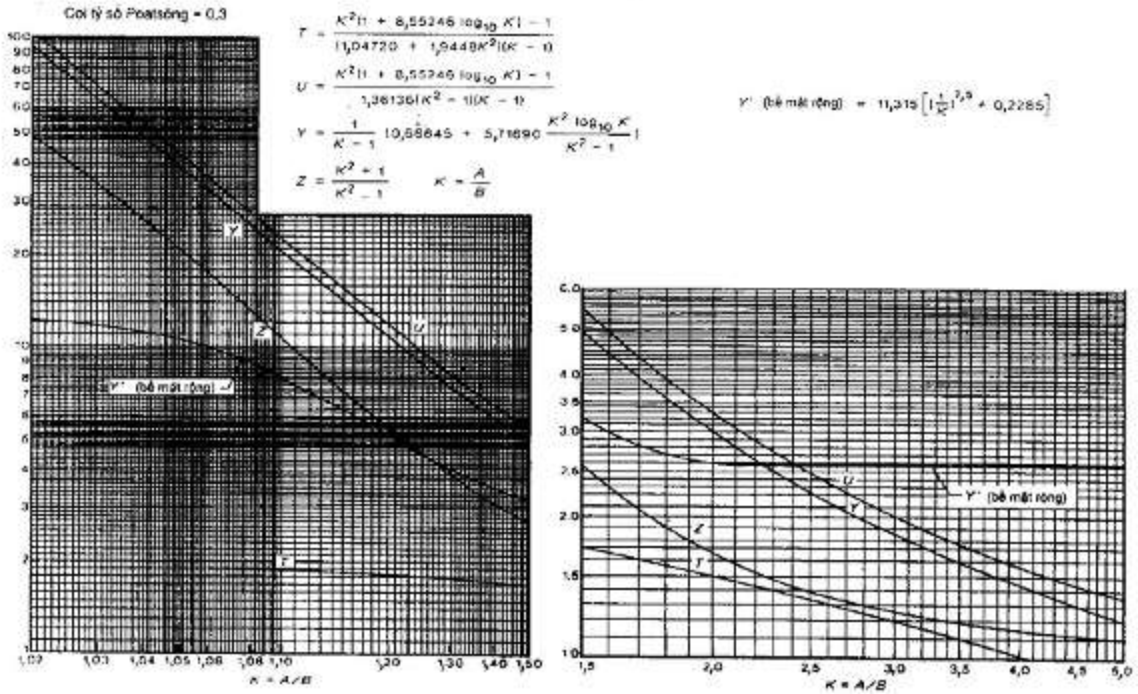 Coi tỷ số Poatsông = 0,3
T = K²(1 + 8,55246 log₁₀ K) − 1 / (1,04720 + 1,9448K²)(K − 1)
U = K²(1 + 8,55246 log₁₀ K) − 1 / 1,36136(K² − 1)(K − 1)
Y = 1 / K − 1 (0,66845 + 5,71690 K² log₁₀ K / K² − 1)
Z = K² + 1 / K² − 1 K = A / B
Y' (bề mặt rộng) = 11,315 [(1/K)^7,5 + 0,2285]
100
90
80
70
60
50
40
30
20
10
9
8
6
5
4
3
2
1
Y
Z
U
Y' (bề mặt rộng)
T
1,02 1,03 1,04 1,05 1,06 1,08 1,10 1,20 1,30 1,40 1,50
K = A/B
6.0
5.0
4.0
3.5
3.0
2.5
2.0
1.5
1.0
U
Y
Y' (bề mặt rộng)
Z
T
1,5 2,0 2,5 3,0 3,5 4,0 4,5 5,0
K = A/B